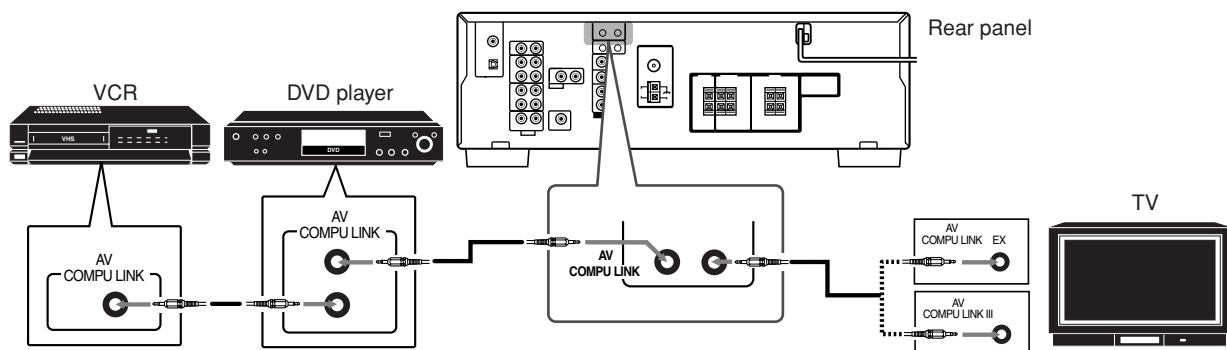 Rear panel
VCR
DVD player
VHS
DVD
TV
AV
COMPU LINK
AV
COMPU LINK
AV
COMPU LINK
AV
COMPU LINK EX
AV
COMPU LINK III